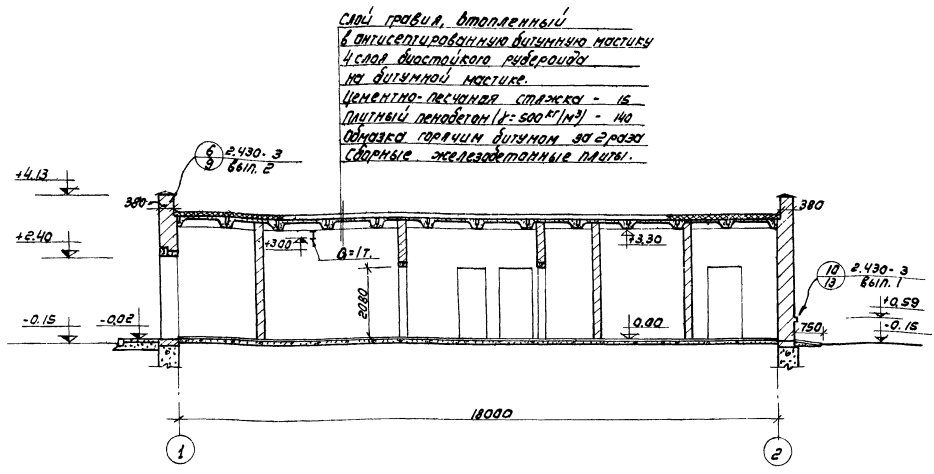 слой гравия, втопленный
в антисептированную битумную мастику
4 слоя биостойкого рубероида
на битумной мастике.
Цементно-песчаная стяжка - 15
Плитный пенобетон (γ=500 кг/м³) - 140
Обмазка горячим битумом за 2 раза
Сборные железобетонные плиты.
6 2.430-3
9 вып. 2
+4.13
380
380
+2.40
+3.00
Q=1т.
+3.30
2080
10 2.430-3
13 вып. 1
+0,59
-0.15
-0,02
0.00
750
-0.15
18000
1
2